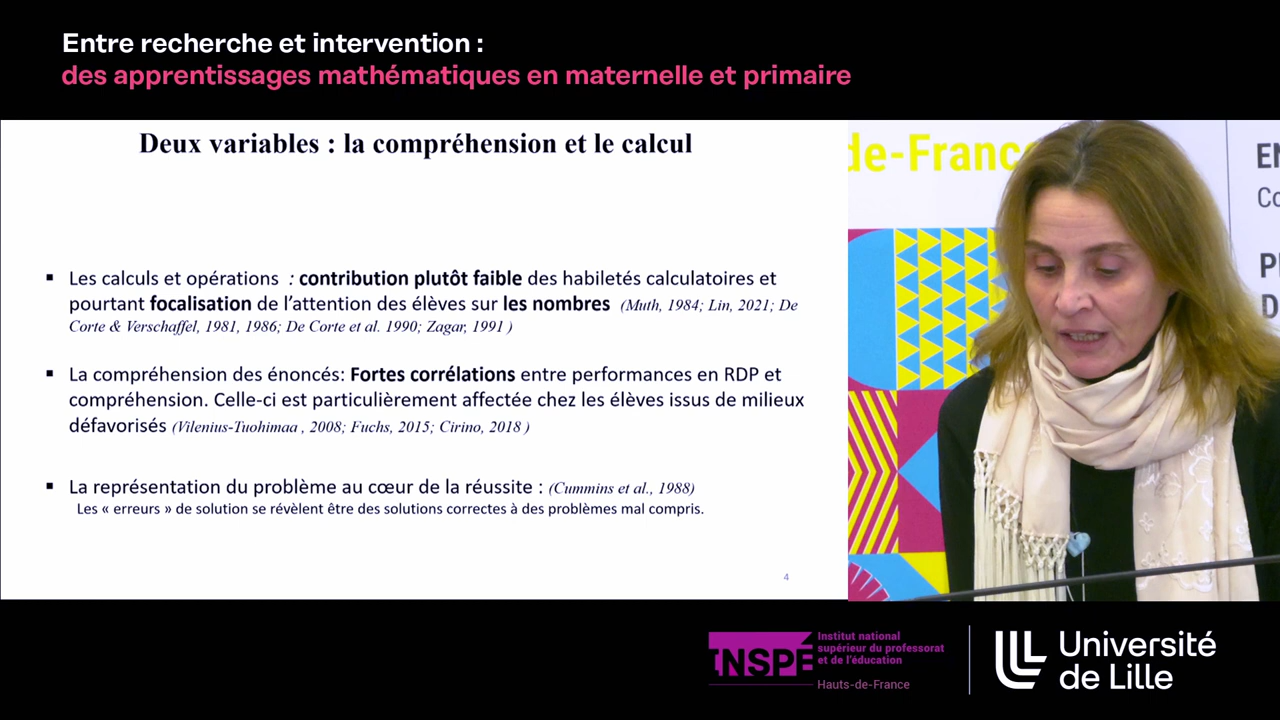 Entre recherche et intervention :
des apprentissages mathématiques en maternelle et primaire
Deux variables : la compréhension et le calcul
▪ Les calculs et opérations : contribution plutôt faible des habiletés calculatoires et
pourtant focalisation de l'attention des élèves sur les nombres (Muth, 1984; Lin, 2021; De
Corte & Verschaffel, 1981, 1986; De Corte et al. 1990; Zagar, 1991 )
▪ La compréhension des énoncés: Fortes corrélations entre performances en RDP et
compréhension. Celle-ci est particulièrement affectée chez les élèves issus de milieux
défavorisés (Vilenius-Tuohimaa , 2008; Fuchs, 2015; Cirino, 2018 )
▪ La représentation du problème au cœur de la réussite : (Cummins et al., 1988)
Les « erreurs » de solution se révèlent être des solutions correctes à des problèmes mal compris.
4
de-France
INSPÉ
Institut national
supérieur du professorat
et de l'éducation
Hauts-de-France
Université
de Lille